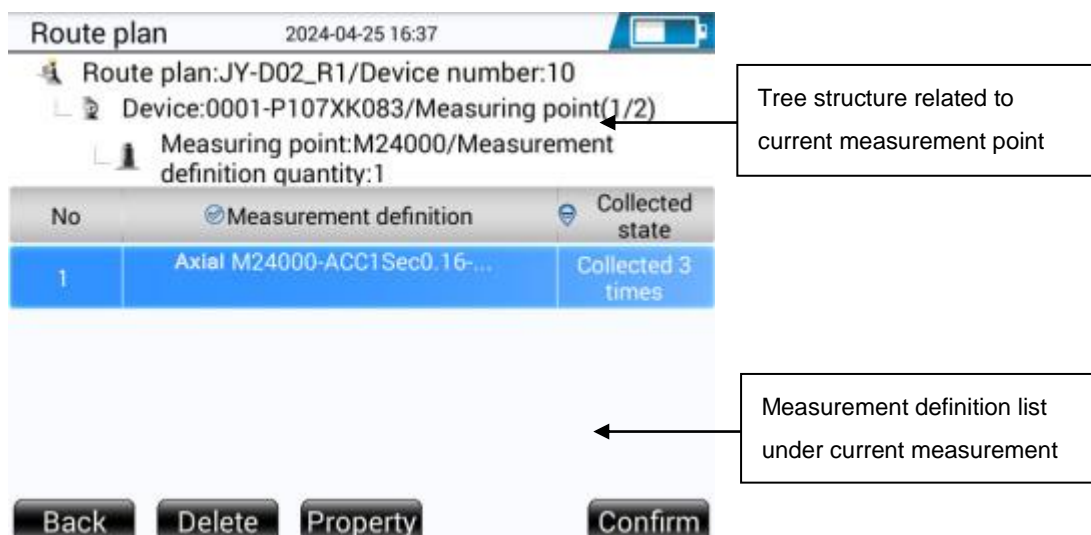 Route plan 2024-04-25 16:37
Route plan:JY-D02_R1/Device number:10
Device:0001-P107XK083/Measuring point(1/2)
Measuring point:M24000/Measurement
definition quantity:1
Tree structure related to
current measurement point
No Measurement definition Collected
state
1 Axial M24000-ACC1Sec0.16-... Collected 3
times
Measurement definition list
under current measurement
Back Delete Property Confirm